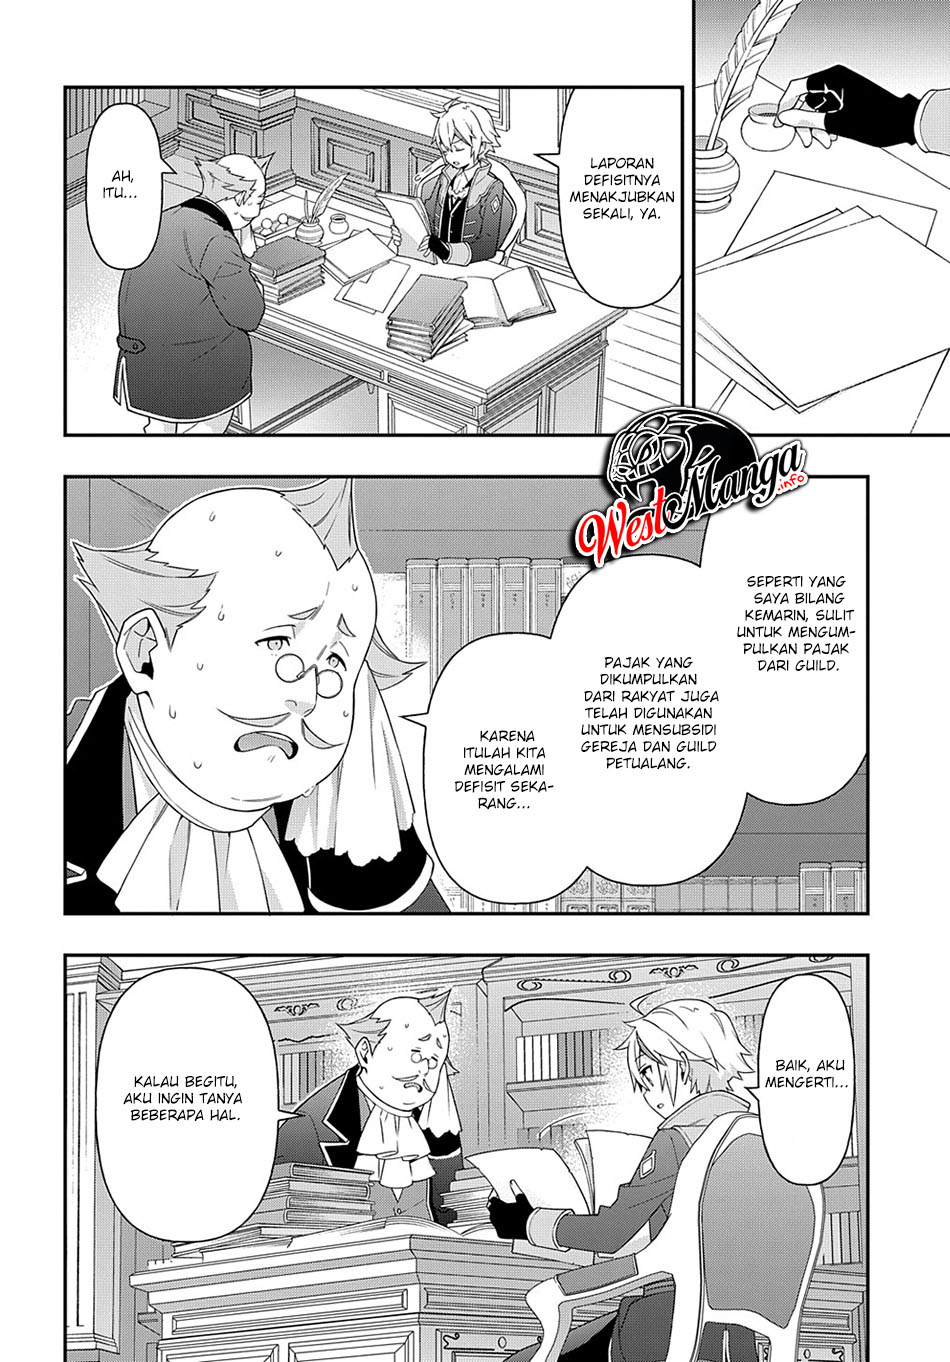 LAPORAN
DEFISITNYA
MENAKJUBKAN
SEKALI, YA.
AH,
ITU...
WESTMANGA
.info
SEPERTI YANG
SAYA BILANG
KEMARIN, SULIT
UNTUK MENGUM-
PULKAN PAJAK
DARI GUILD.
PAJAK YANG
DIKUMPULKAN
DARI RAKYAT JUGA
TELAH DIGUNAKAN
UNTUK MENSUBSIDI
GEREJA DAN GUILD
PETUALANG.
KARENA
ITULAH KITA
MENGALAMI
DEFISIT SEKA-
RANG...
BAIK, AKU
MENGERTI...
KALAU BEGITU,
AKU INGIN TANYA
BEBERAPA HAL.